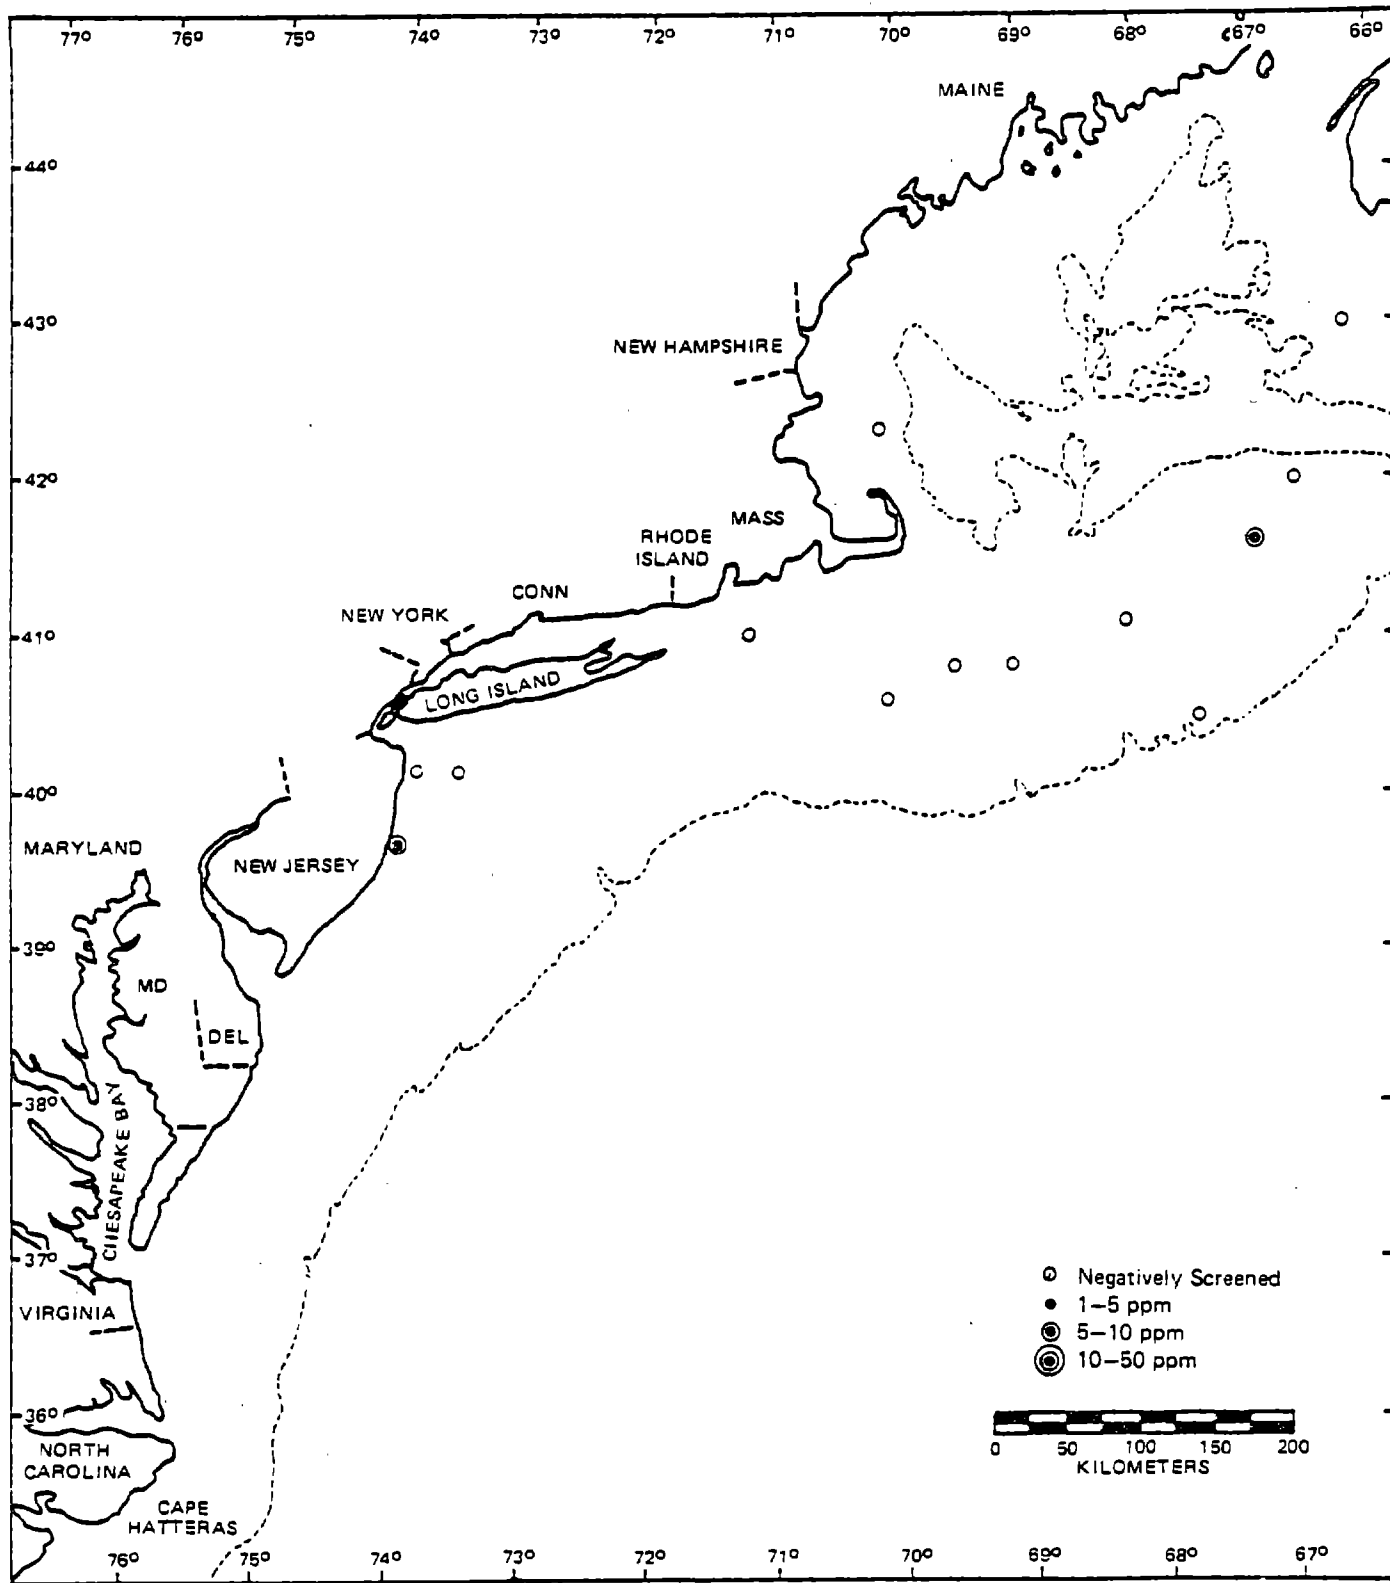 77° 76° 75° 74° 73° 72° 71° 70° 69° 68° 67° 66°
MAINE
44°
43°
NEW HAMPSHIRE
42°
MASS
RHODE
ISLAND
CONN
NEW YORK
41°
LONG ISLAND
40°
MARYLAND
NEW JERSEY
39°
MD
DEL
38°
CHESAPEAKE BAY
37°
Negatively Screened
VIRGINIA
1–5 ppm
5–10 ppm
10–50 ppm
36°
0 50 100 150 200
KILOMETERS
NORTH
CAROLINA
CAPE
HATTERAS
76° 75° 74° 73° 72° 71° 70° 69° 68° 67°